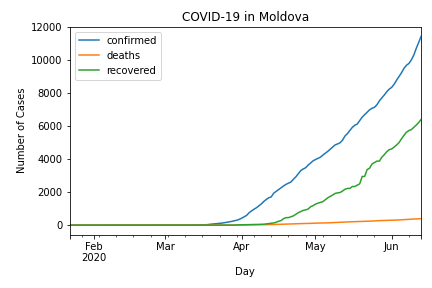 COVID-19 in Moldova
confirmed
deaths
recovered
Number of Cases
12000
10000
8000
6000
4000
2000
0
Feb
2020
Mar
Apr
May
Jun
Day